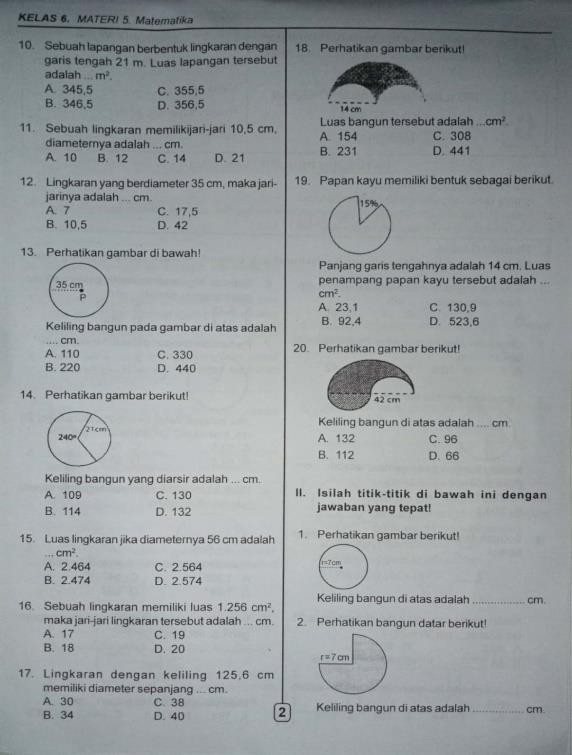 KELAS 6. MATERI 5. Matematika
10. Sebuah lapangan berbentuk lingkaran dengan
garis tengah 21 m. Luas lapangan tersebut
adalah ... m².
A. 345,5 C. 355,5
B. 346,5 D. 356,5
11. Sebuah lingkaran memilikijari-jari 10,5 cm,
diameternya adalah ... cm.
A. 10 B. 12 C. 14 D. 21
12. Lingkaran yang berdiameter 35 cm, maka jari-
jarinya adalah ... cm.
A. 7 C. 17,5
B. 10,5 D. 42
13. Perhatikan gambar di bawah!
35 cm
P
Keliling bangun pada gambar di atas adalah
.... cm.
A. 110 C. 330
B. 220 D. 440
14. Perhatikan gambar berikut!
21cm
240°
Keliling bangun yang diarsir adalah ... cm.
A. 109 C. 130
B. 114 D. 132
15. Luas lingkaran jika diameternya 56 cm adalah
... cm².
A. 2.464 C. 2.564
B. 2.474 D. 2.574
16. Sebuah lingkaran memiliki luas 1.256 cm²,
maka jari-jari lingkaran tersebut adalah ... cm.
A. 17 C. 19
B. 18 D. 20
17. Lingkaran dengan keliling 125,6 cm
memiliki diameter sepanjang ... cm.
A. 30 C. 38
B. 34 D. 40
18. Perhatikan gambar berikut!
14 cm
Luas bangun tersebut adalah ...cm².
A. 154 C. 308
B. 231 D. 441
19. Papan kayu memiliki bentuk sebagai berikut.
15%
Panjang garis tengahnya adalah 14 cm. Luas
penampang papan kayu tersebut adalah ...
cm².
A. 23,1 C. 130,9
B. 92,4 D. 523,6
20. Perhatikan gambar berikut!
42 cm
Keliling bangun di atas adalah .... cm.
A. 132 C. 96
B. 112 D. 66
II. Isilah titik-titik di bawah ini dengan
jawaban yang tepat!
1. Perhatikan gambar berikut!
r=7cm
Keliling bangun di atas adalah ............... cm.
2. Perhatikan bangun datar berikut!
r=7 cm
Keliling bangun di atas adalah ............... cm.
2